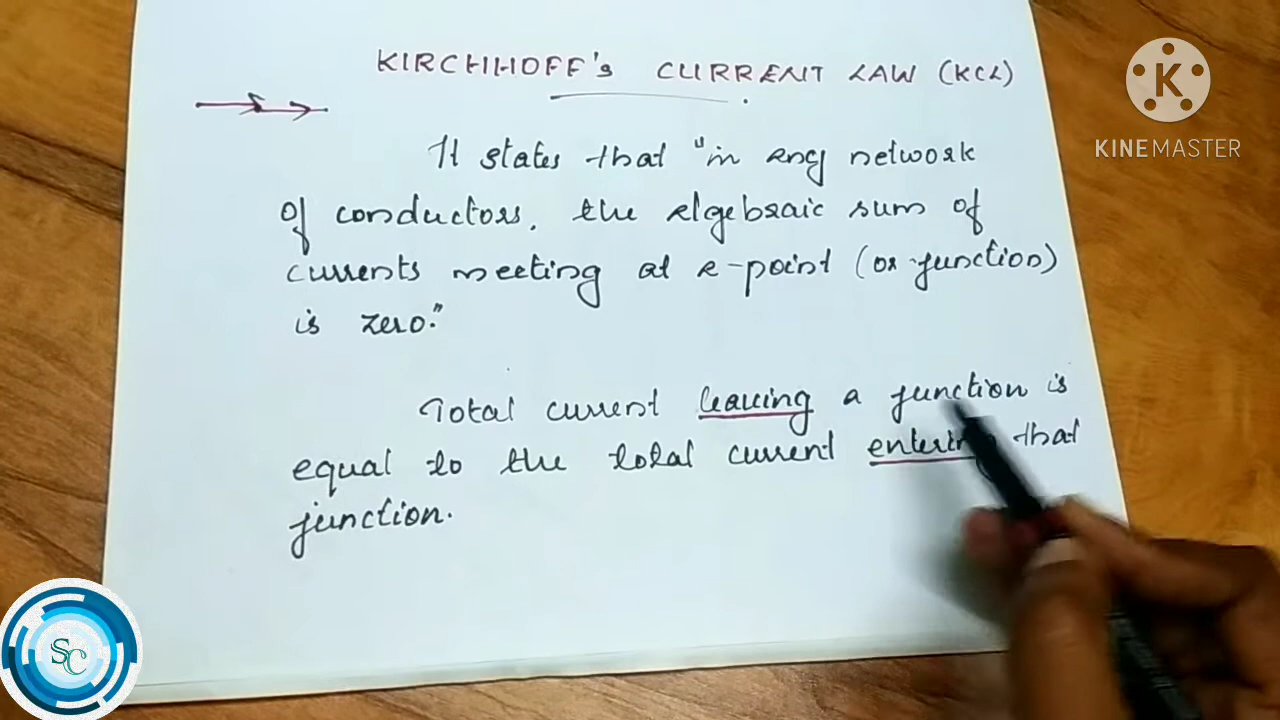 KIRCHHOFF's CURRENT LAW (KCL)
It states that "in any network
of conductors, the algebraic sum of
currents meeting at a point (or junction)
is zero."
Total current leaving a junction is
equal to the total current entering that
junction.
K
KINEMASTER
SC